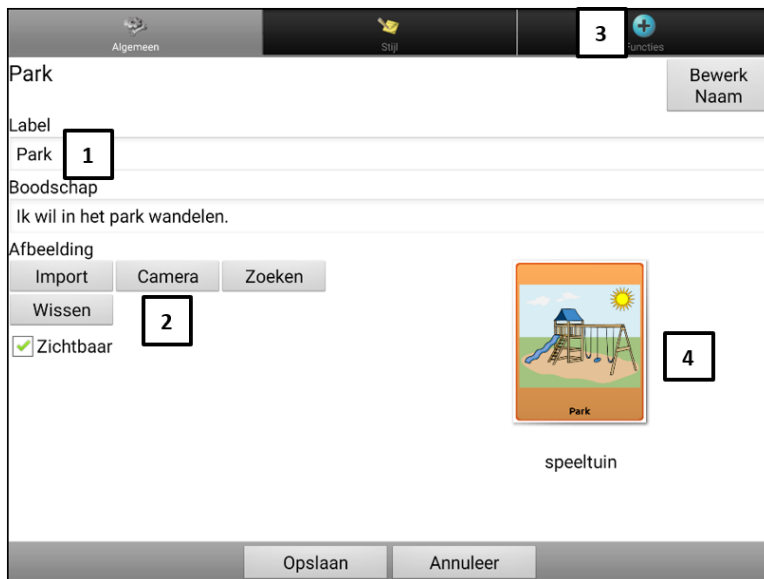 Algemeen
Stijl
3
Functies
Park
Bewerk
Naam
Label
Park
1
Boodschap
Ik wil in het park wandelen.
Afbeelding
Import
Camera
Zoeken
Wissen
2
Zichtbaar
Park
4
speeltuin
Opslaan
Annuleer